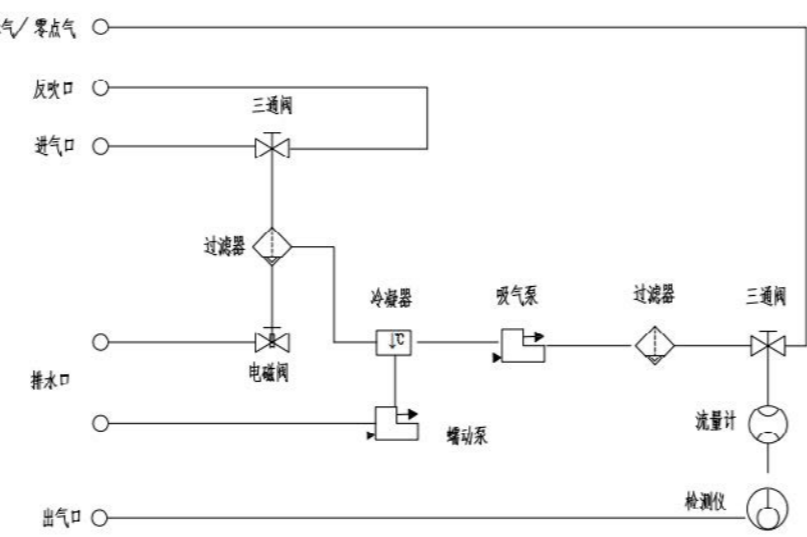 气/零点气
反吹口
三通阀
进气口
过滤器
冷凝器
吸气泵
过滤器
三通阀
℃
电磁阀
排水口
蠕动泵
流量计
检测仪
出气口